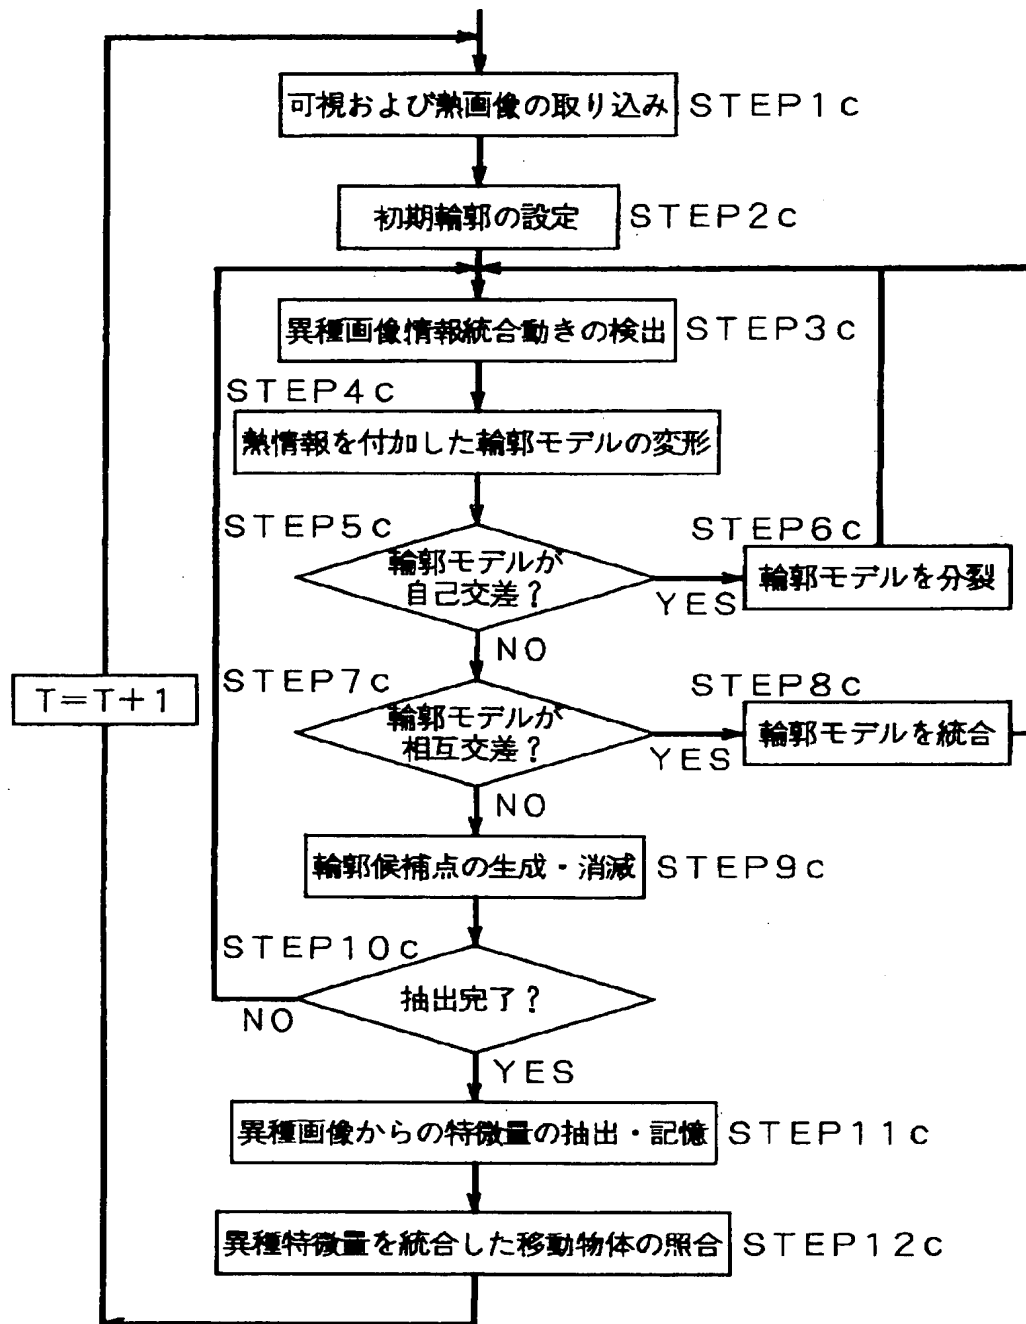 可視および熱画像の取り込み STEP1c
初期輪郭の設定 STEP2c
異種画像情報統合動きの検出 STEP3c
STEP4c
熱情報を付加した輪郭モデルの変形
STEP5c
輪郭モデルが
自己交差?
YES
STEP6c
輪郭モデルを分裂
NO
STEP7c
輪郭モデルが
相互交差?
YES
STEP8c
輪郭モデルを統合
NO
T=T+1
輪郭候補点の生成・消滅 STEP9c
STEP10c
抽出完了?
NO
YES
異種画像からの特徴量の抽出・記憶 STEP11c
異種特徴量を統合した移動物体の照合 STEP12c